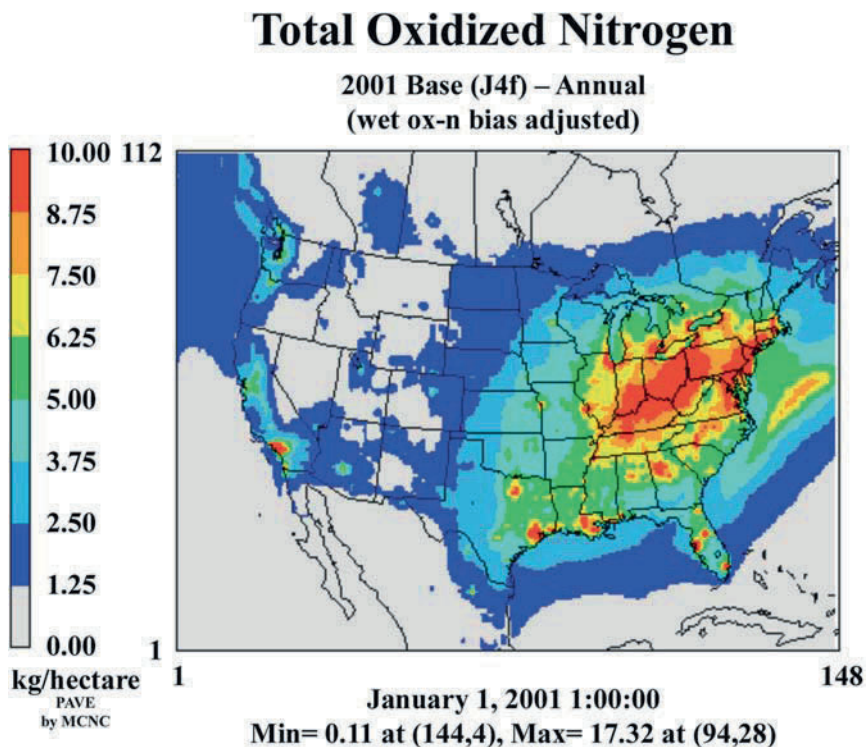 Total Oxidized Nitrogen
2001 Base (J4f) – Annual
(wet ox-n bias adjusted)
10.00
112
8.75
7.50
6.25
5.00
3.75
2.50
1.25
0.00
1
kg/hectare
1
148
PAVE
by MCNC
January 1, 2001 1:00:00
Min= 0.11 at (144,4), Max= 17.32 at (94,28)